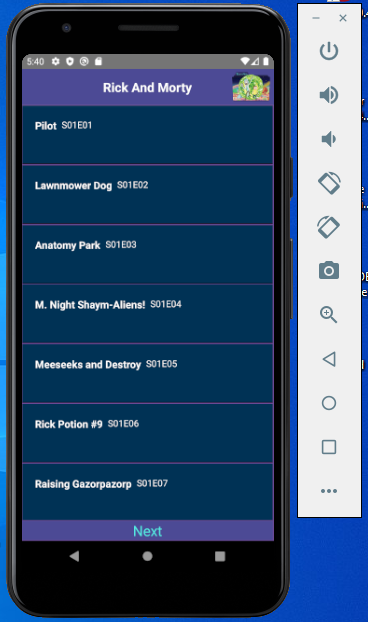 5:40
Rick And Morty
Pilot S01E01
Lawnmower Dog S01E02
Anatomy Park S01E03
M. Night Shaym-Aliens! S01E04
Meeseeks and Destroy S01E05
Rick Potion #9 S01E06
Raising Gazorpazorp S01E07
Next